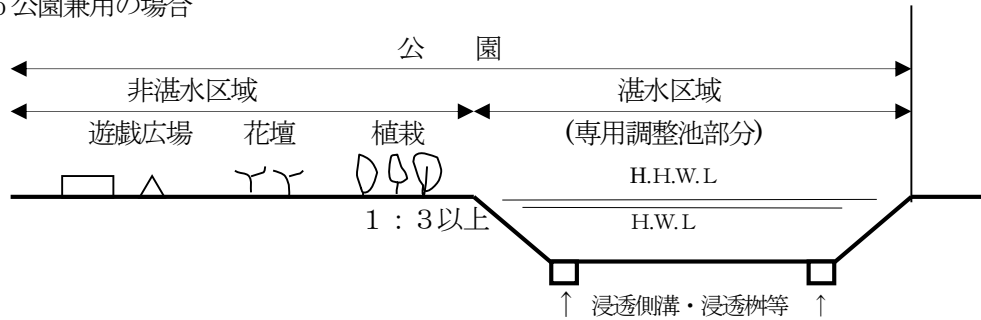 公園兼用の場合
公　園
非湛水区域　湛水区域
遊戯広場　花壇　植栽　(専用調整池部分)
H.H.W.L
1：3以上　H.W.L
↑ 浸透側溝・浸透桝等 ↑